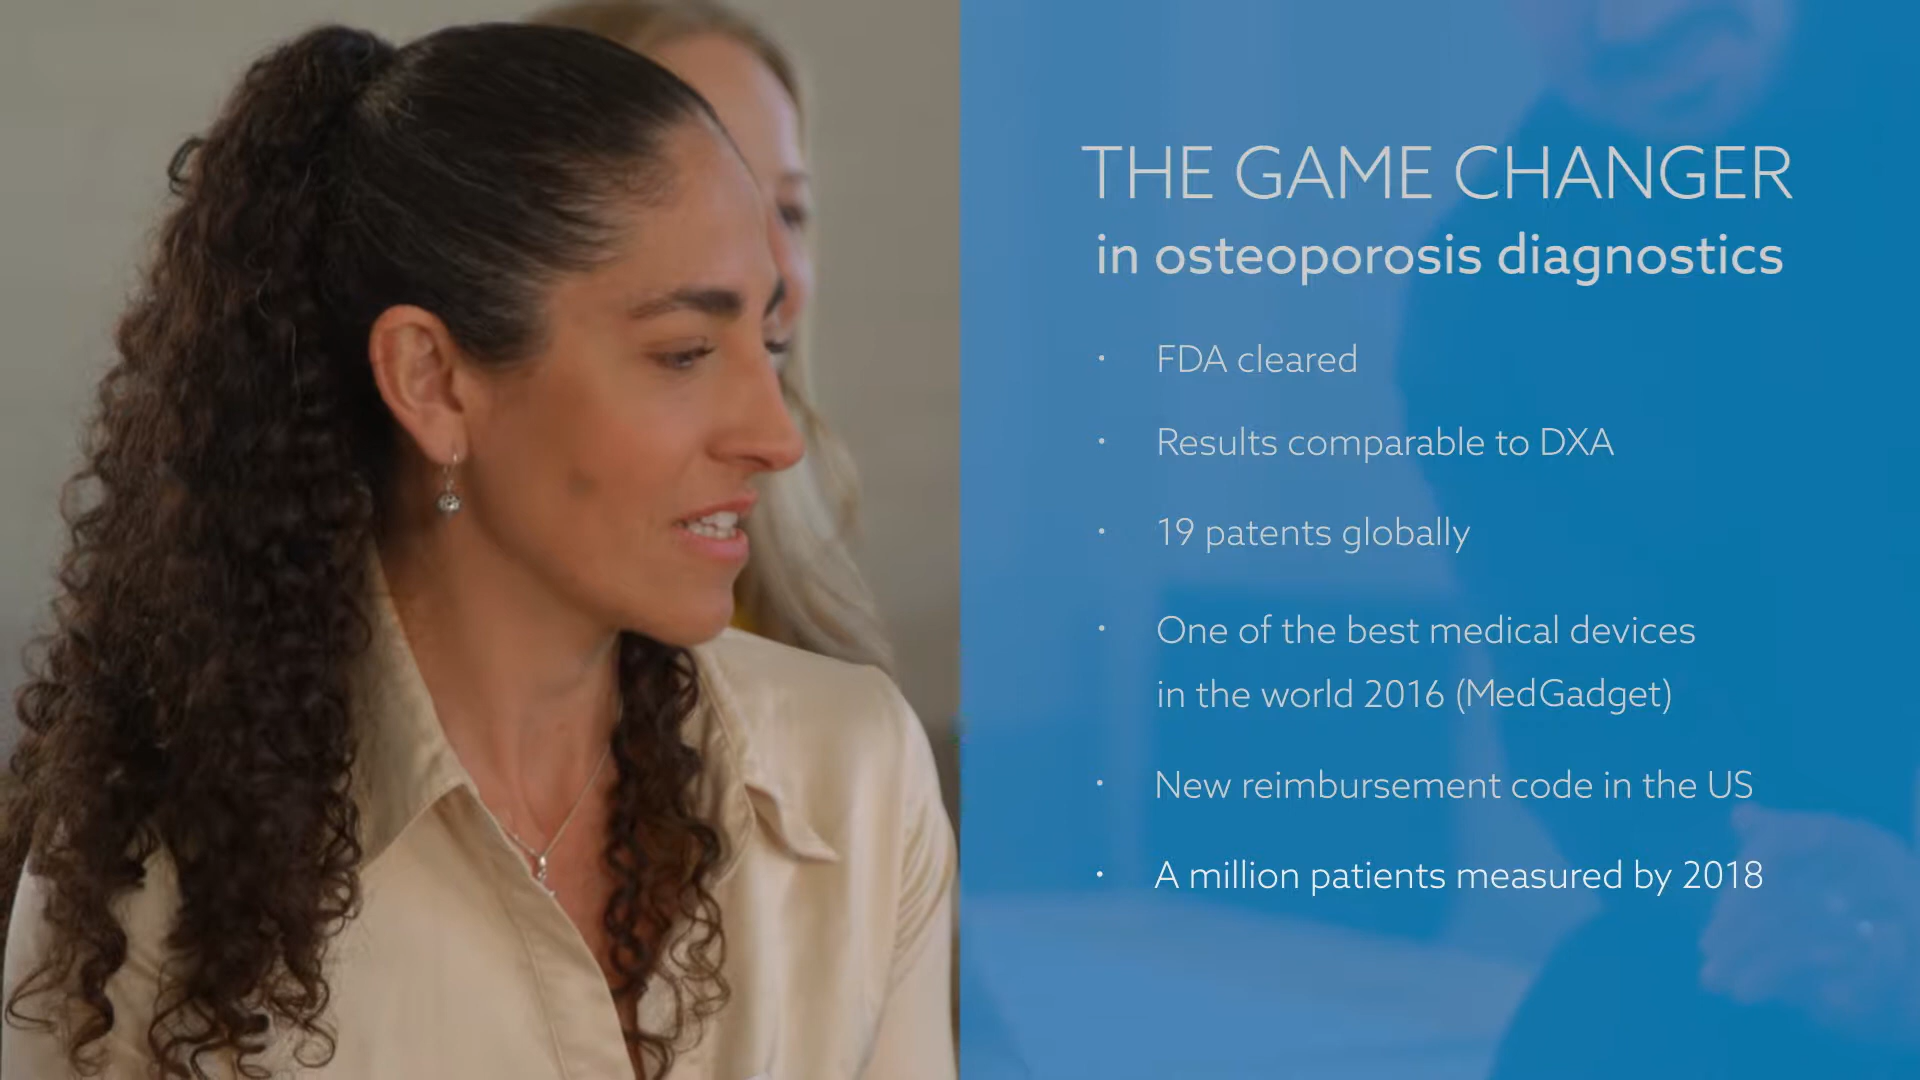 THE GAME CHANGER
in osteoporosis diagnostics
· FDA cleared
· Results comparable to DXA
· 19 patents globally
· One of the best medical devices
in the world 2016 (MedGadget)
· New reimbursement code in the US
· A million patients measured by 2018